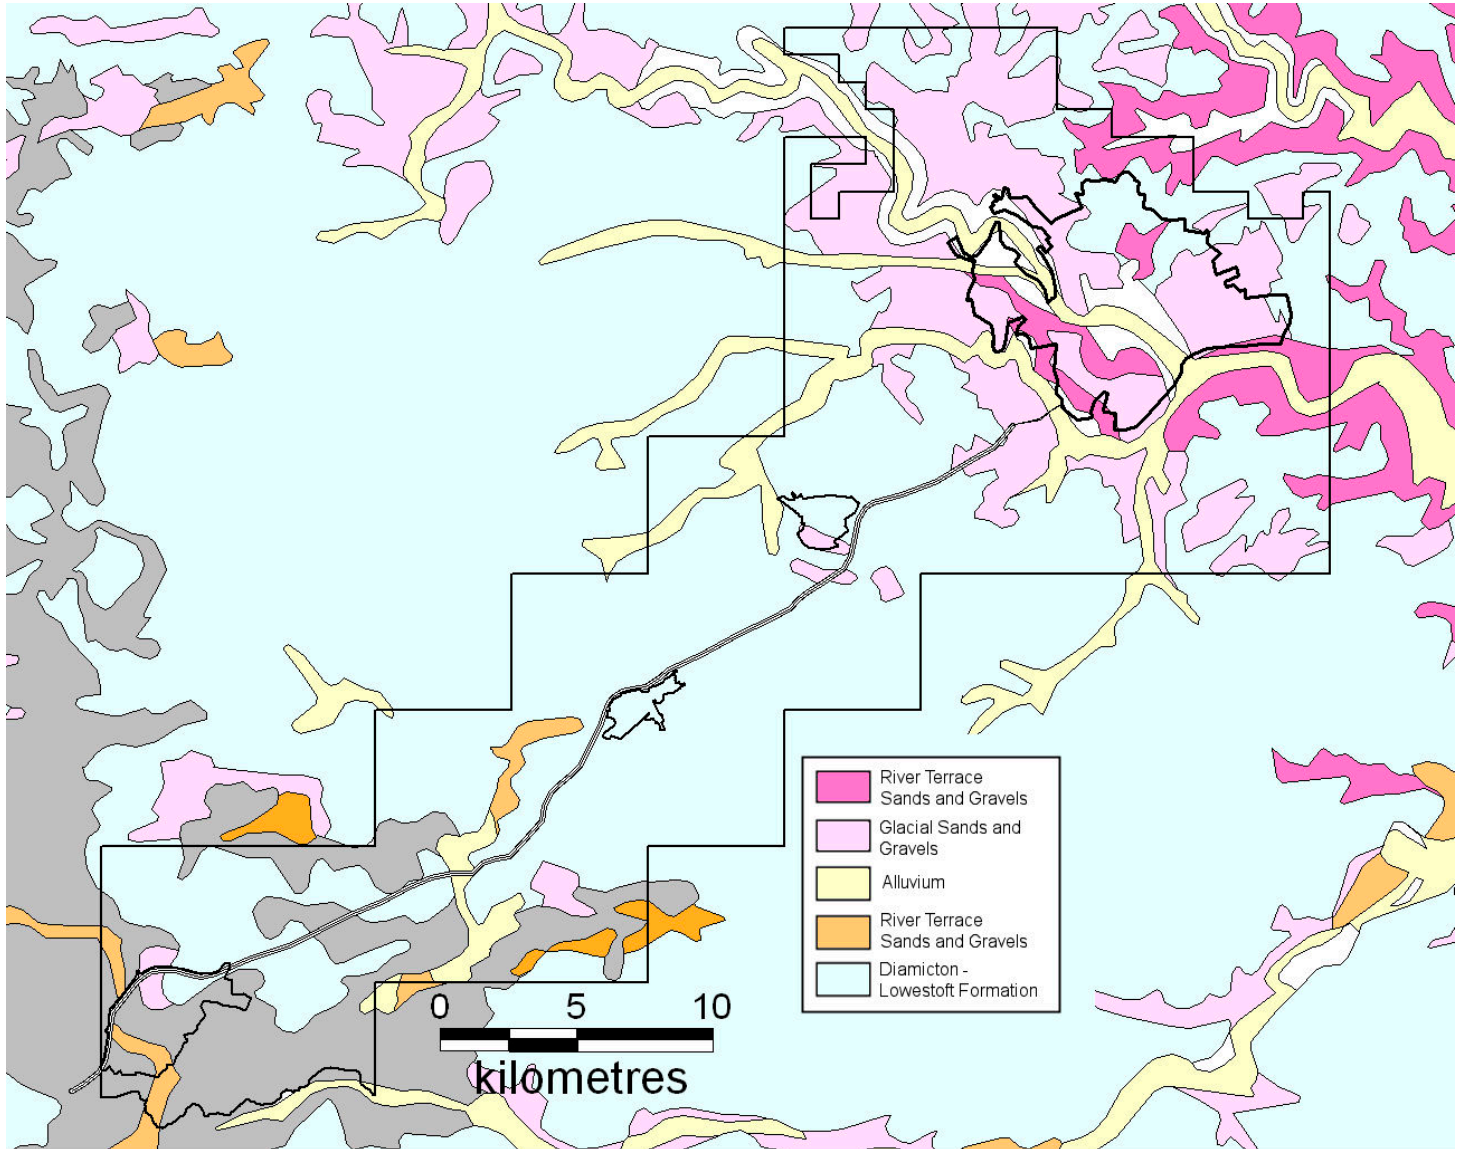 River Terrace
Sands and Gravels
Glacial Sands and
Gravels
Alluvium
River Terrace
Sands and Gravels
Diamicton -
Lowestoft Formation
0 5 10
kilometres